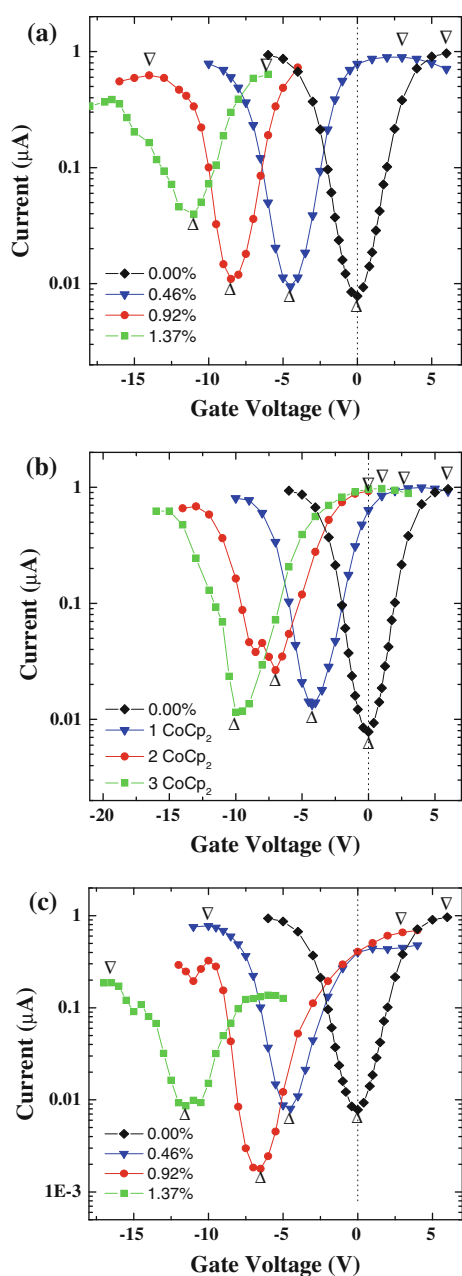 (a)
1
0.1
0.01
Current (μA)
0.00%
0.46%
0.92%
1.37%
-15 -10 -5 0 5
Gate Voltage (V)
(b)
1
0.1
0.01
Current (μA)
0.00%
1 CoCp₂
2 CoCp₂
3 CoCp₂
-20 -15 -10 -5 0 5
Gate Voltage (V)
(c)
1
0.1
0.01
1E-3
Current (μA)
0.00%
0.46%
0.92%
1.37%
-15 -10 -5 0 5
Gate Voltage (V)